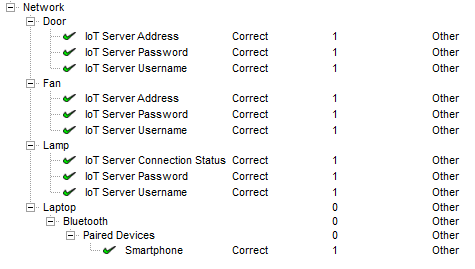 Network
Door
IoT Server Address Correct 1 Other
IoT Server Password Correct 1 Other
IoT Server Username Correct 1 Other
Fan
IoT Server Address Correct 1 Other
IoT Server Password Correct 1 Other
IoT Server Username Correct 1 Other
Lamp
IoT Server Connection Status Correct 1 Other
IoT Server Password Correct 1 Other
IoT Server Username Correct 1 Other
Laptop 0 Other
Bluetooth 0 Other
Paired Devices 0 Other
Smartphone Correct 1 Other